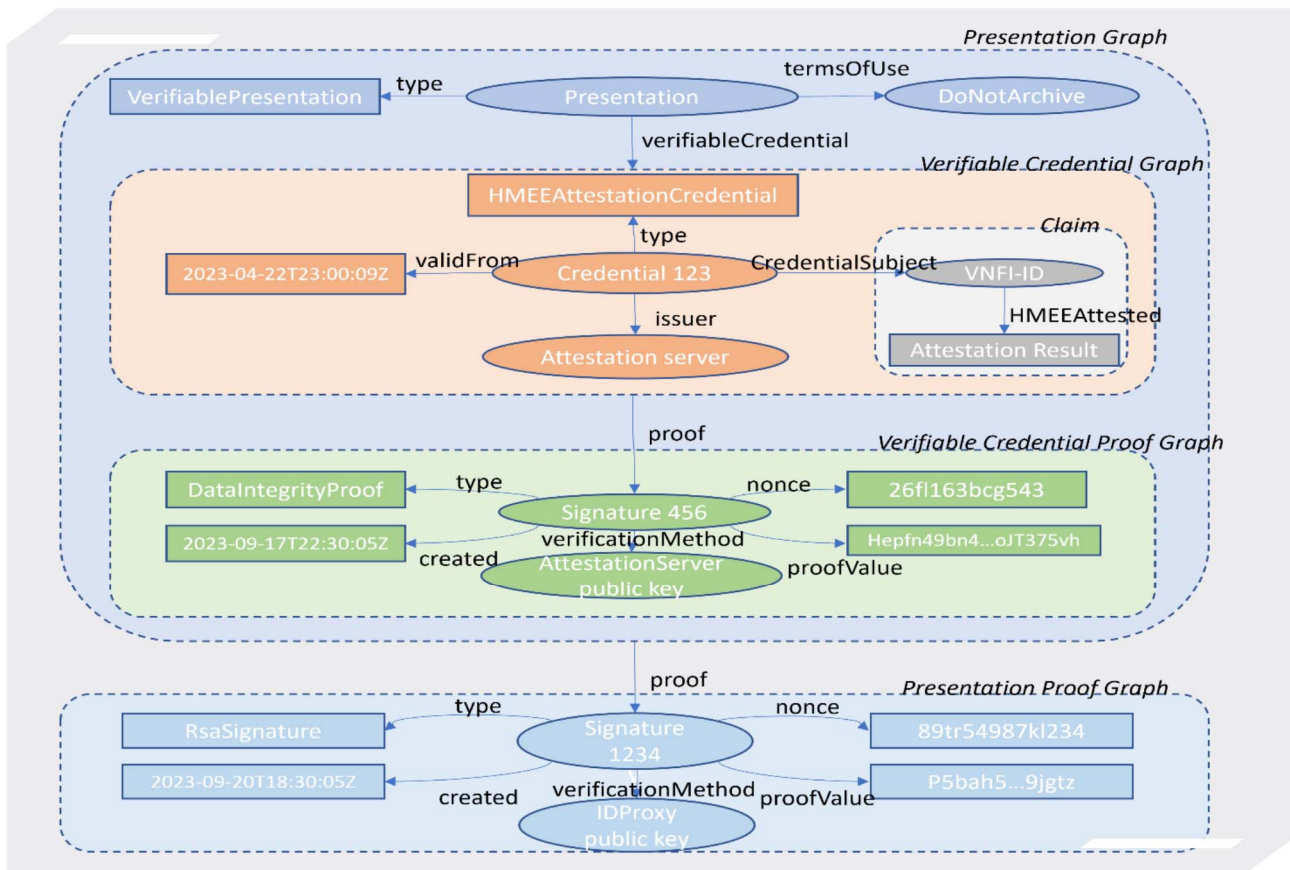 Presentation Graph
termsOfUse
VerifiablePresentation
type
Presentation
DoNotArchive
verifiableCredential
Verifiable Credential Graph
HMEEAttestationCredential
Claim
type
2023-04-22T23:00:09Z
validFrom
Credential 123
CredentialSubject
VNFI-ID
HMEEAttested
issuer
Attestation server
Attestation Result
proof
Verifiable Credential Proof Graph
DataIntegrityProof
type
nonce
26fl163bcg543
Signature 456
2023-09-17T22:30:05Z
verificationMethod
Hepfn49bn4...oJT375vh
created
AttestationServer
public key
proofValue
proof
Presentation Proof Graph
type
nonce
RsaSignature
Signature
1234
89tr54987kl234
2023-09-20T18:30:05Z
P5bah5...9jgtz
created
verificationMethod
proofValue
IDProxy
public key